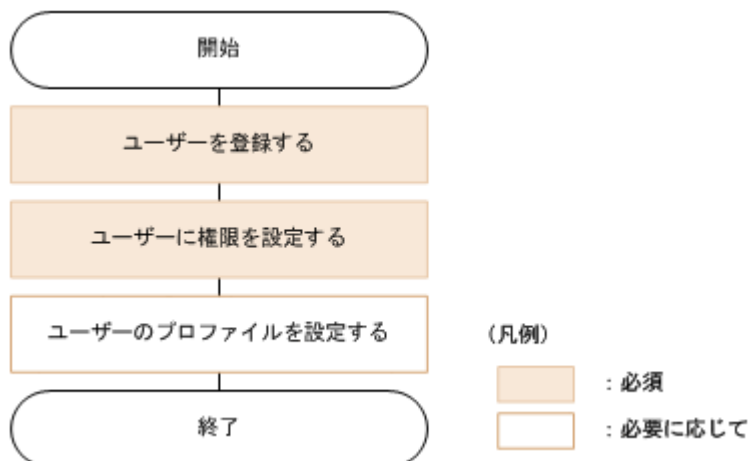 開始
ユーザーを登録する
ユーザーに権限を設定する
ユーザーのプロファイルを設定する
終了
（凡例）
：必須
：必要に応じて